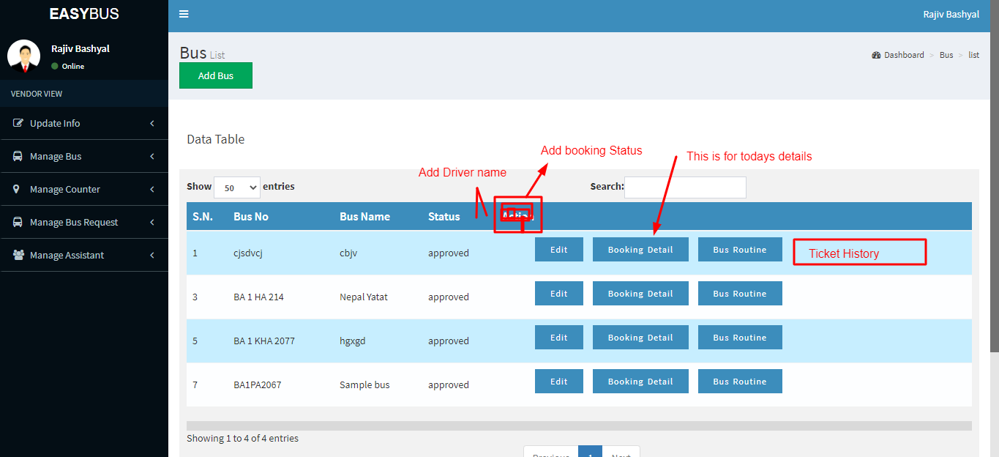 EASYBUS
Rajiv Bashyal
Rajiv Bashyal
Online
VENDOR VIEW
Update Info
Manage Bus
Manage Counter
Manage Bus Request
Manage Assistant
Bus List
Dashboard > Bus > list
Add Bus
Data Table
Add booking Status
This is for todays details
Add Driver name
Show 50 entries
Search:
S.N. Bus No Bus Name Status Action
1 cjsdvcj cbjv approved Edit Booking Detail Bus Routine Ticket History
3 BA 1 HA 214 Nepal Yatat approved Edit Booking Detail Bus Routine
5 BA 1 KHA 2077 hgxgd approved Edit Booking Detail Bus Routine
7 BA1PA2067 Sample bus approved Edit Booking Detail Bus Routine
Showing 1 to 4 of 4 entries
Previous 1 Next